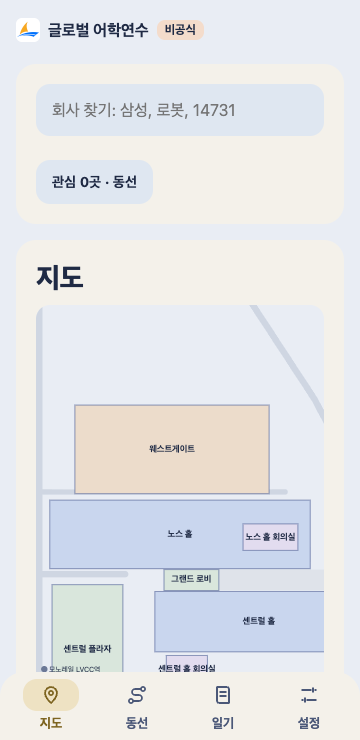 글로벌 어학연수 비공식
회사 찾기: 삼성, 로봇, 14731
관심 0곳 · 동선
지도
웨스트게이트
노스 홀
노스 홀 회의실
그랜드 로비
센트럴 홀
센트럴 플라자
센트럴 홀 회의실
모노레일 LVCC역
지도 동선 일기 설정